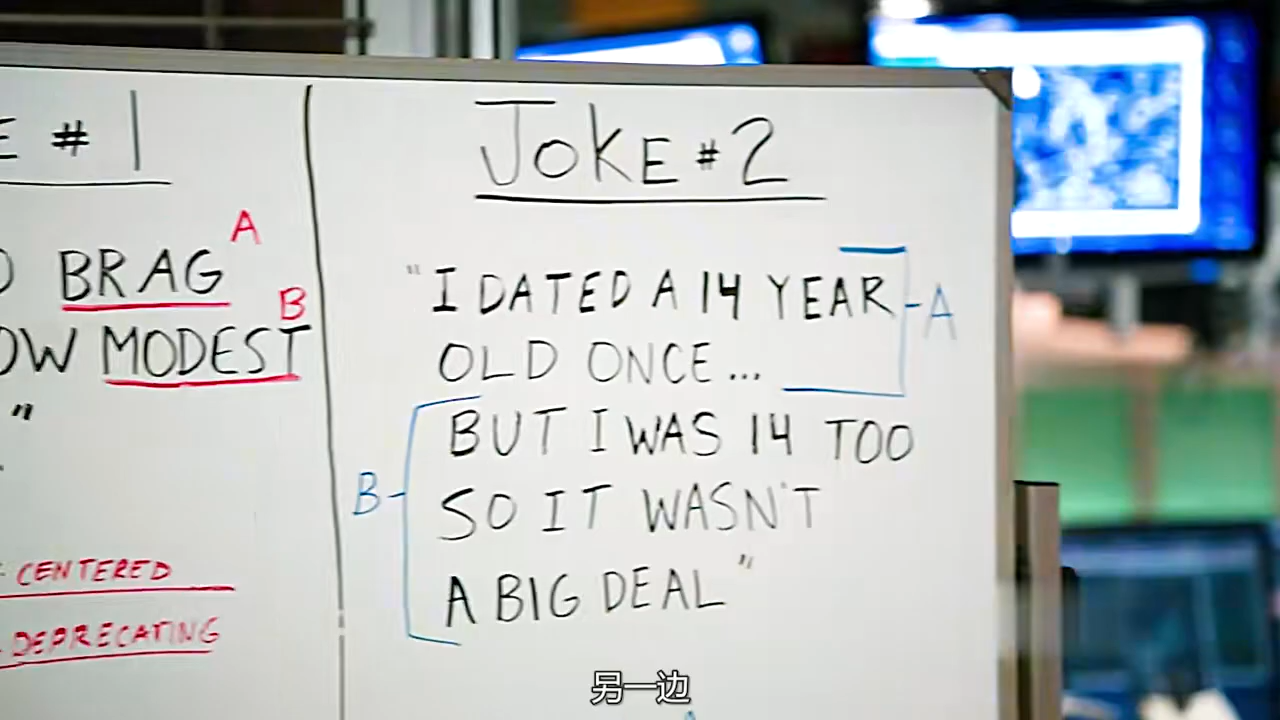 E # 1
BRAG A
OW MODEST B
"
CENTERED
DEPRECATING
JOKE #2
"I DATED A 14 YEAR
OLD ONCE...
A
BUT I WAS 14 TOO
SO IT WASN'T
A BIG DEAL"
B
另一边